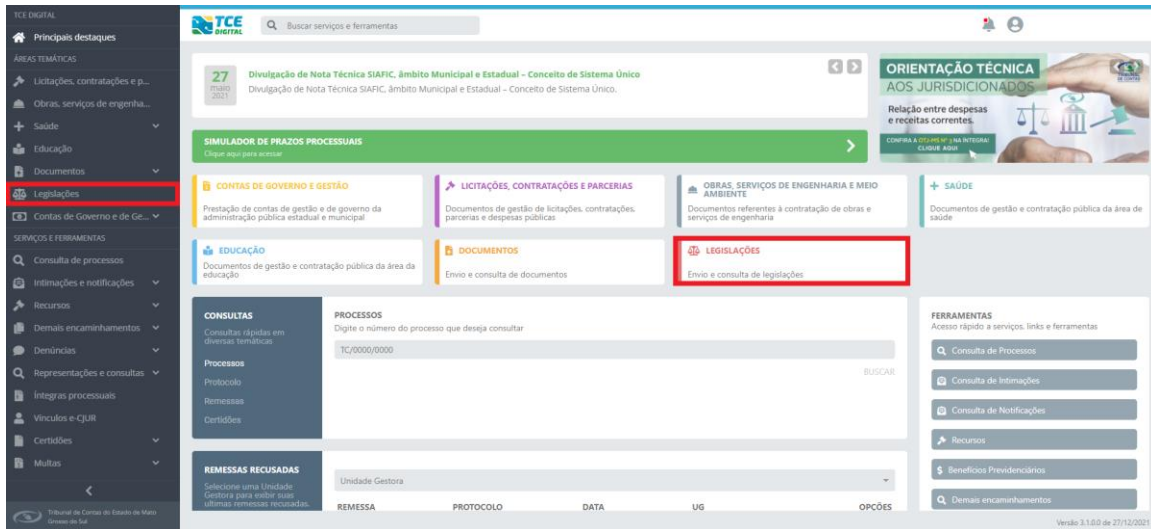 TCE DIGITAL
Principais destaques
ÁREAS TEMÁTICAS
Licitações, contratações e p...
Obras, serviços de engenha...
Saúde
Educação
Documentos
Legislações
Contas de Governo e de Ge...
SERVIÇOS E FERRAMENTAS
Consulta de processos
Intimações e notificações
Recursos
Demais encaminhamentos
Denúncias
Representações e consultas
Íntegras processuais
Vínculos e-CJUR
Certidões
Multas
Tribunal de Contas do Estado de Mato
Grosso do Sul
TCE
DIGITAL
Buscar serviços e ferramentas
27
maio
2021
Divulgação de Nota Técnica SIAFIC, âmbito Municipal e Estadual – Conceito de Sistema Único
Divulgação de Nota Técnica SIAFIC, âmbito Municipal e Estadual – Conceito de Sistema Único.
ORIENTAÇÃO TÉCNICA
AOS JURISDICIONADOS
Relação entre despesas
e receitas correntes.
CONFIRA A OTJ-MS Nº 3 NA ÍNTEGRA!
CLIQUE AQUI
SIMULADOR DE PRAZOS PROCESSUAIS
Clique aqui para acessar
CONTAS DE GOVERNO E GESTÃO
Prestação de contas de gestão e de governo da
administração pública estadual e municipal
LICITAÇÕES, CONTRATAÇÕES E PARCERIAS
Documentos de gestão de licitações, contratações,
parcerias e despesas públicas
OBRAS, SERVIÇOS DE ENGENHARIA E MEIO
AMBIENTE
Documentos referentes à contratação de obras e
serviços de engenharia
SAÚDE
Documentos de gestão e contratação pública da área de
saúde
EDUCAÇÃO
Documentos de gestão e contratação pública da área da
educação
DOCUMENTOS
Envio e consulta de documentos
LEGISLAÇÕES
Envio e consulta de legislações
CONSULTAS
Consultas rápidas em
diversas temáticas
Processos
Protocolo
Remessas
Certidões
PROCESSOS
Digite o número do processo que deseja consultar
TC/0000/0000
BUSCAR
FERRAMENTAS
Acesso rápido a serviços, links e ferramentas
Consulta de Processos
Consulta de Intimações
Consulta de Notificações
Recursos
Benefícios Previdenciários
Demais encaminhamentos
REMESSAS RECUSADAS
Selecione uma Unidade
Gestora para exibir suas
ultimas remessas recusadas.
Unidade Gestora
REMESSA PROTOCOLO DATA UG OPÇÕES
Versão 3.1.0.0 de 27/12/2021